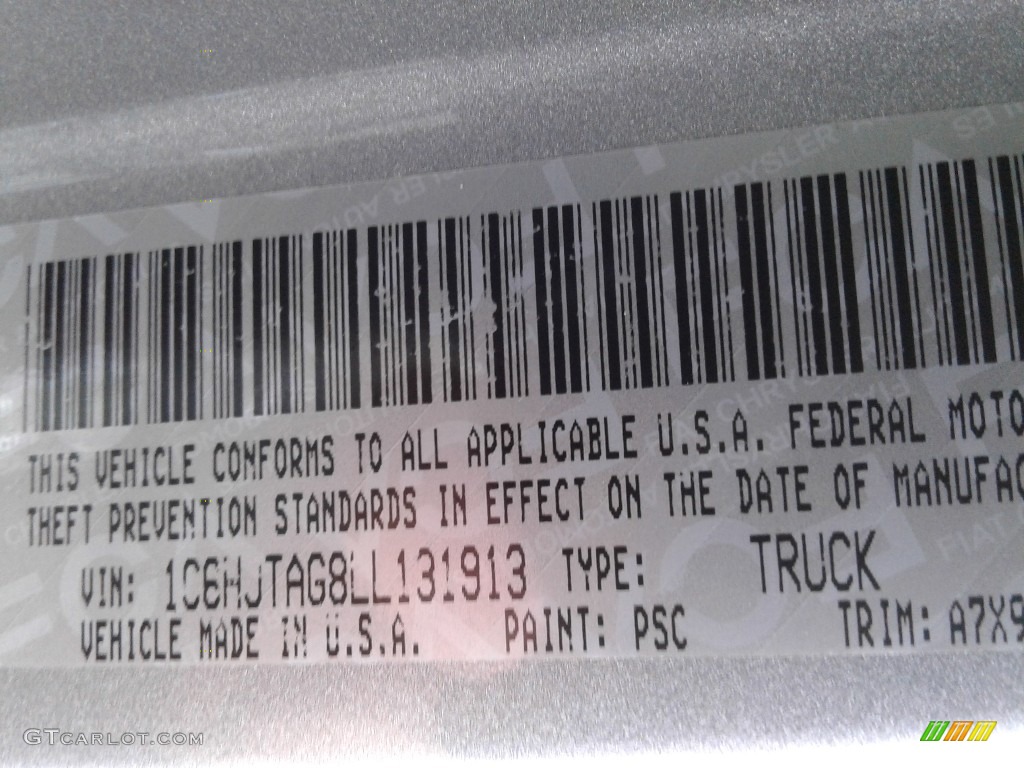 THIS VEHICLE CONFORMS TO ALL APPLICABLE U.S.A. FEDERAL MOTO
THEFT PREVENTION STANDARDS IN EFFECT ON THE DATE OF MANUFAC
VIN: 1C6HJTAG8LL131913 TYPE: TRUCK
VEHICLE MADE IN U.S.A. PAINT: PSC TRIM: A7X9
GTCARLOT.COM